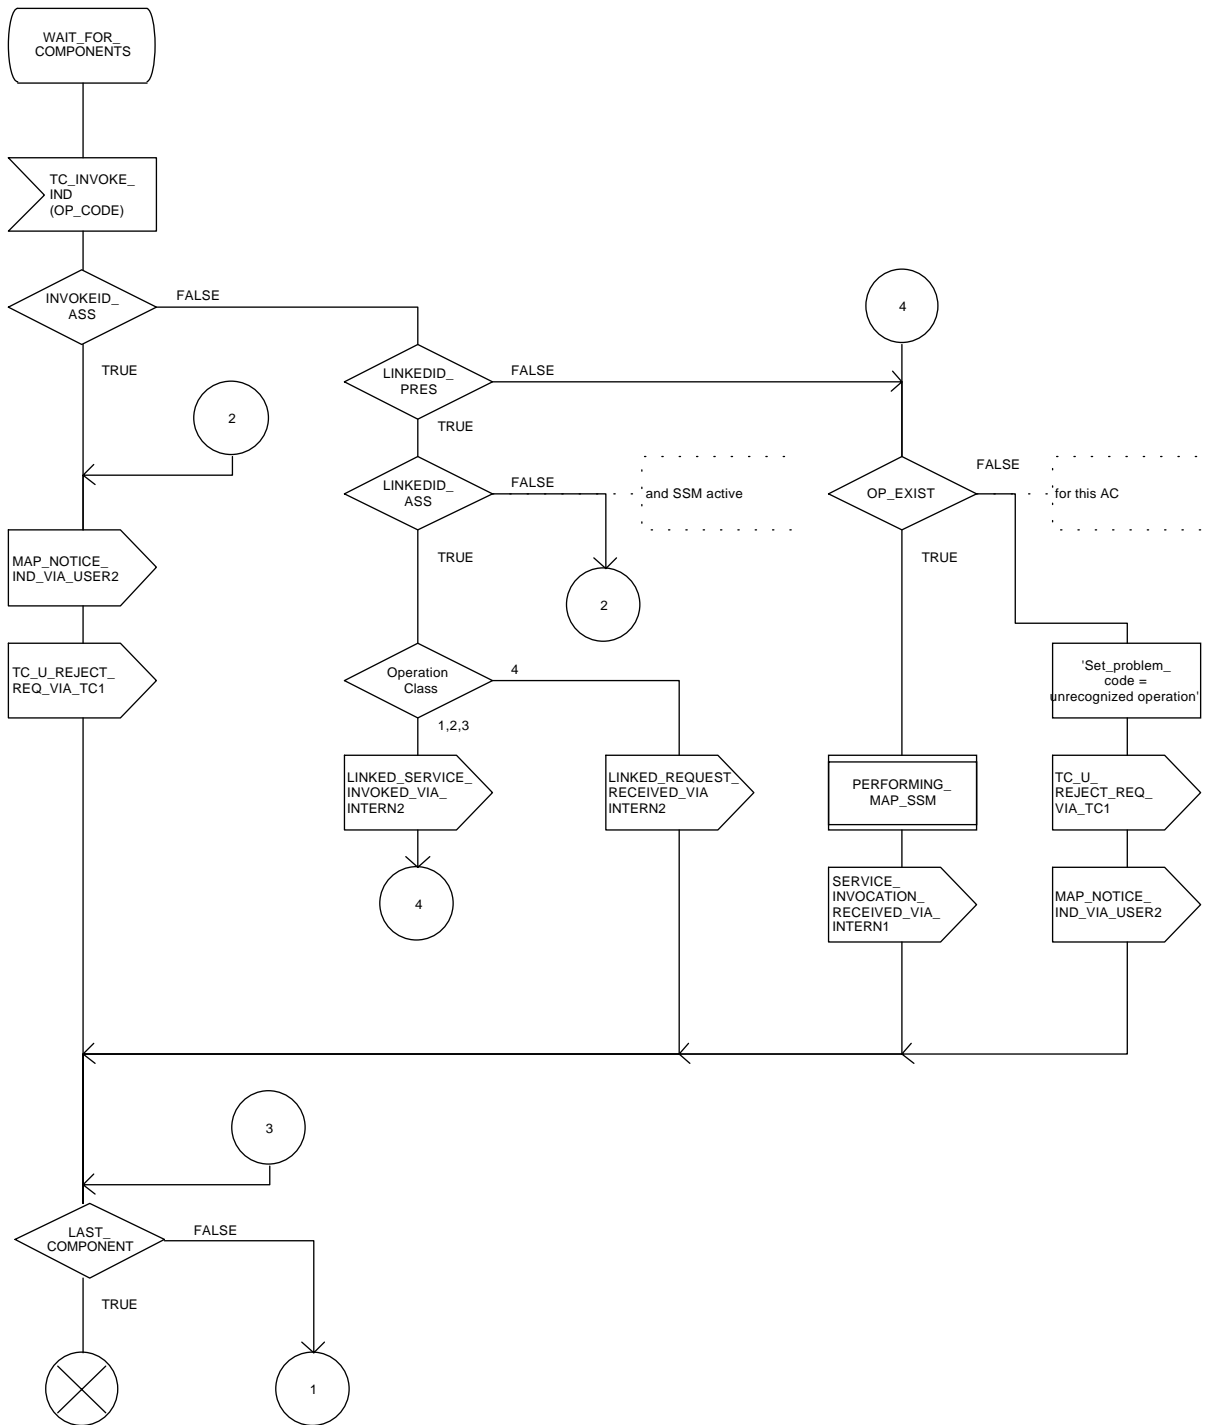 WAIT_FOR_
COMPONENTS
TC_INVOKE_
IND
(OP_CODE)
INVOKEID_
ASS
FALSE
TRUE
4
LINKEDID_
PRES
FALSE
TRUE
2
LINKEDID_
ASS
FALSE
TRUE
and SSM active
OP_EXIST
FALSE
TRUE
for this AC
MAP_NOTICE_
IND_VIA_USER2
2
TC_U_REJECT_
REQ_VIA_TC1
Operation
Class
4
1,2,3
'Set_problem_
code =
unrecognized operation'
LINKED_SERVICE_
INVOKED_VIA_
INTERN2
LINKED_REQUEST_
RECEIVED_VIA
INTERN2
PERFORMING_
MAP_SSM
TC_U_
REJECT_REQ_
VIA_TC1
4
SERVICE_
INVOCATION_
RECEIVED_VIA_
INTERN1
MAP_NOTICE_
IND_VIA_USER2
3
LAST_
COMPONENT
FALSE
TRUE
1